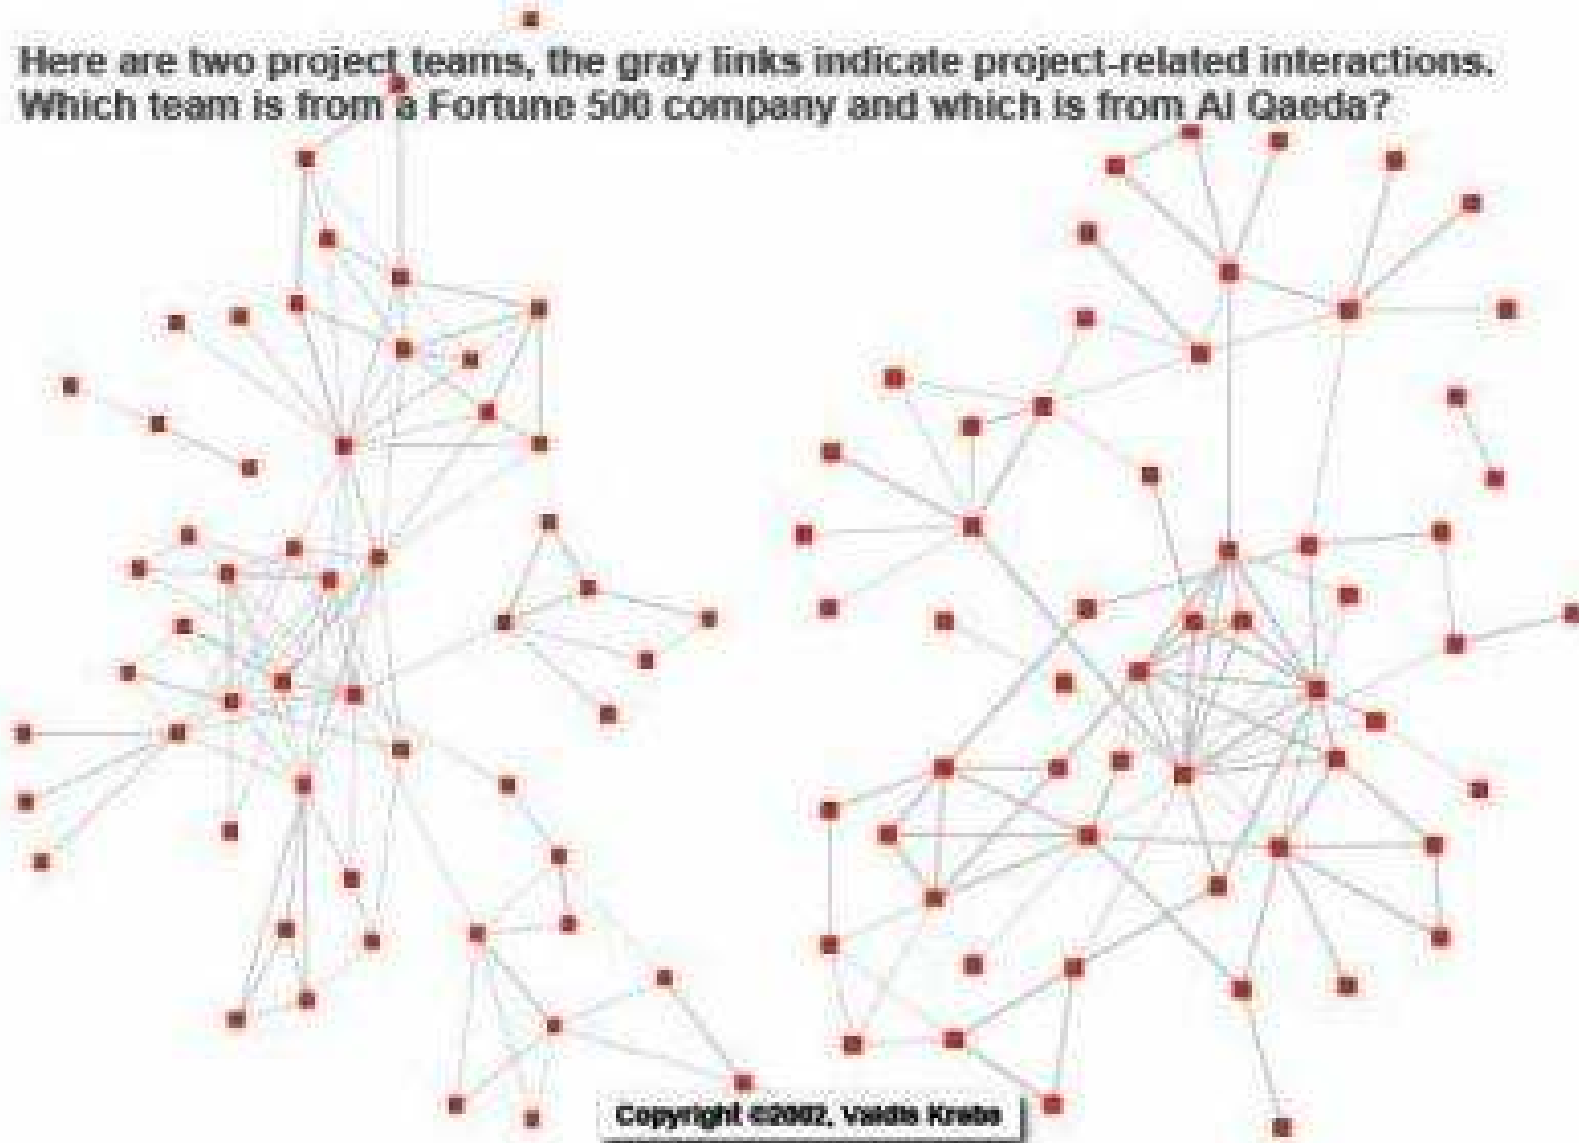 Here are two project teams, the gray links indicate project-related interactions.
Which team is from a Fortune 500 company and which is from Al Qaeda?
Copyright ©2002, Valdis Krebs